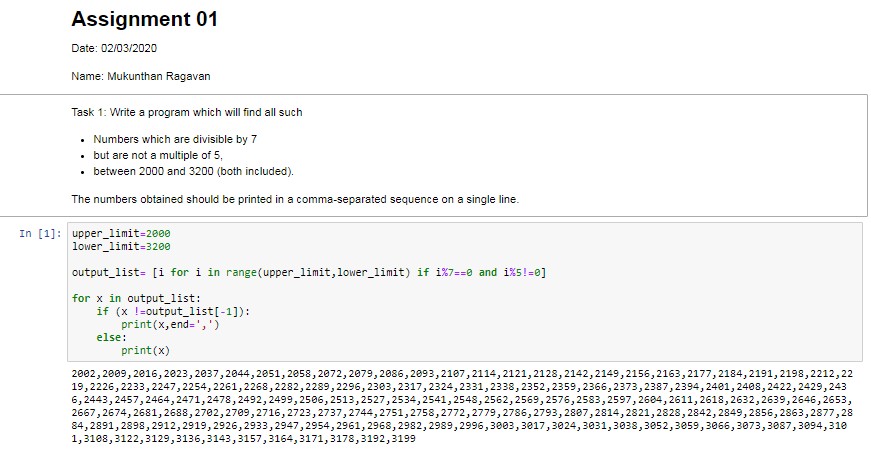 Assignment 01
Date: 02/03/2020
Name: Mukunthan Ragavan
Task 1: Write a program which will find all such
• Numbers which are divisible by 7
• but are not a multiple of 5,
• between 2000 and 3200 (both included).
The numbers obtained should be printed in a comma-separated sequence on a single line.
In [1]: upper_limit=2000
lower_limit=3200
output_list= [i for i in range(upper_limit,lower_limit) if i%7==0 and i%5!=0]
for x in output_list:
    if (x !=output_list[-1]):
        print(x,end=',')
    else:
        print(x)
2002,2009,2016,2023,2037,2044,2051,2058,2072,2079,2086,2093,2107,2114,2121,2128,2142,2149,2156,2163,2177,2184,2191,2198,2212,22
19,2226,2233,2247,2254,2261,2268,2282,2289,2296,2303,2317,2324,2331,2338,2352,2359,2366,2373,2387,2394,2401,2408,2422,2429,243
6,2443,2457,2464,2471,2478,2492,2499,2506,2513,2527,2534,2541,2548,2562,2569,2576,2583,2597,2604,2611,2618,2632,2639,2646,2653,
2667,2674,2681,2688,2702,2709,2716,2723,2737,2744,2751,2758,2772,2779,2786,2793,2807,2814,2821,2828,2842,2849,2856,2863,2877,28
84,2891,2898,2912,2919,2926,2933,2947,2954,2961,2968,2982,2989,2996,3003,3017,3024,3031,3038,3052,3059,3066,3073,3087,3094,310
1,3108,3122,3129,3136,3143,3157,3164,3171,3178,3192,3199